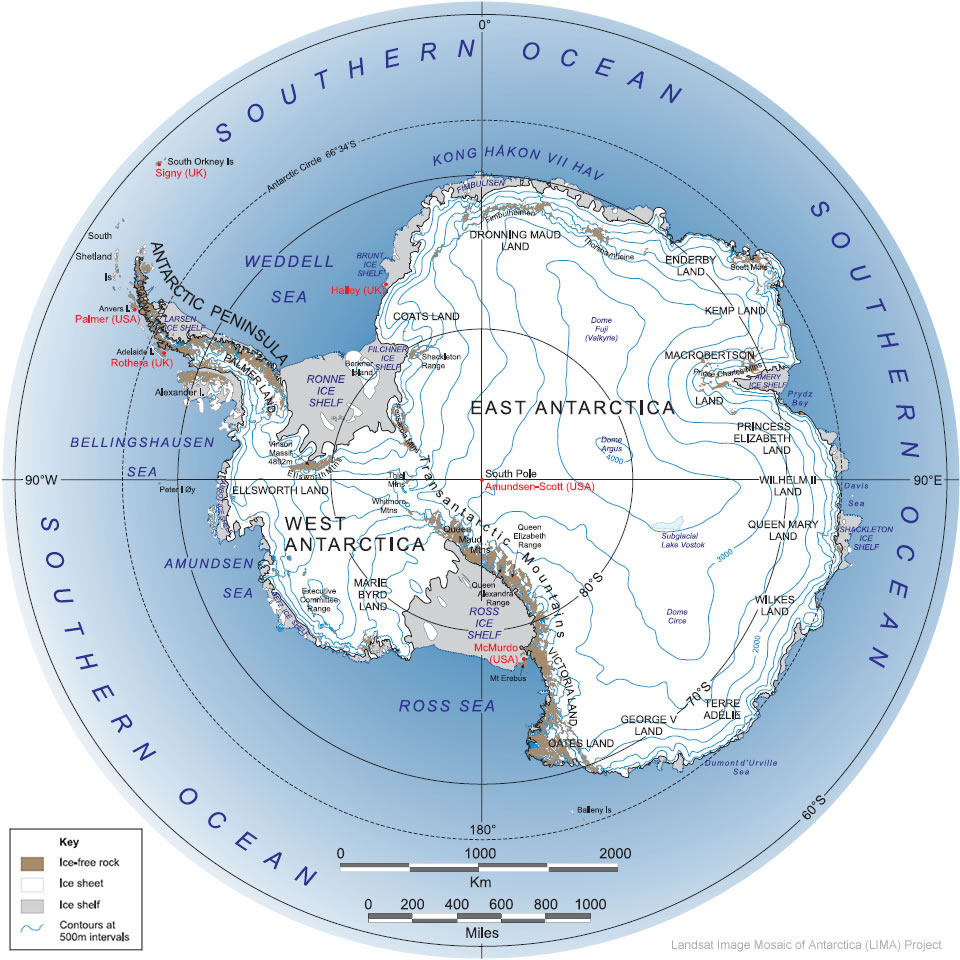 0°
SOUTHERN OCEAN
Antarctic Circle 66°34'S
South Orkney Is
Signy (UK)
KONG HÅKON VII HAV
FIMBULISEN
Fimbulheimen
DRONNING MAUD
LAND
South
Shetland
Is
ANTARCTIC PENINSULA
WEDDELL
SEA
BRUNT
ICE
SHELF
Halley (UK)
ENDERBY
LAND
Scott Mtns
SOUTHERN OCEAN
Anvers I.
Palmer (USA)
LARSEN
ICE SHELF
COATS LAND
Dome
Fuji
(Valkyrie)
KEMP LAND
Adelaide I.
Rothera (UK)
PALMER LAND
Alexander I.
Berkner
Island
FILCHNER
ICE
SHELF
Shackleton
Range
MACROBERTSON
Prince Charles Mtns
LAND
AMERY
ICE SHELF
Prydz
Bay
RONNE
ICE
SHELF
EAST ANTARCTICA
PRINCESS
ELIZABETH
LAND
BELLINGSHAUSEN
SEA
Vinson
Massif
4892m
Ellsworth Mtns
Dome
Argus
4000
90°W
Peter I Øy
ELLSWORTH LAND
Thiel
Mtns
South Pole
Amundsen-Scott (USA)
WILHELM II
LAND
90°E
Davis
Sea
Whitmore
Mtns
Transantarctic Mountains
WEST
ANTARCTICA
Queen
Maud
Mtns
Queen
Elizabeth
Range
Subglacial
Lake Vostok
3000
QUEEN MARY
LAND
SHACKLETON
ICE
SHELF
AMUNDSEN
SEA
Executive
Committee
Range
MARIE
BYRD
LAND
Queen
Alexandra
Range
80°S
ROSS
ICE
SHELF
Dome
Circe
WILKES
LAND
2000
McMurdo
(USA)
Mt Erebus
VICTORIA LAND
ROSS SEA
70°S
TERRE
ADÉLIE
GEORGE V
LAND
OATES LAND
Dumont d'Urville
Sea
SOUTHERN OCEAN
Balleny Is
60°S
180°
0 1000 2000
Km
0 200 400 600 800 1000
Miles
Key
Ice-free rock
Ice sheet
Ice shelf
Contours at
500m intervals
Landsat Image Mosaic of Antarctica (LIMA) Project